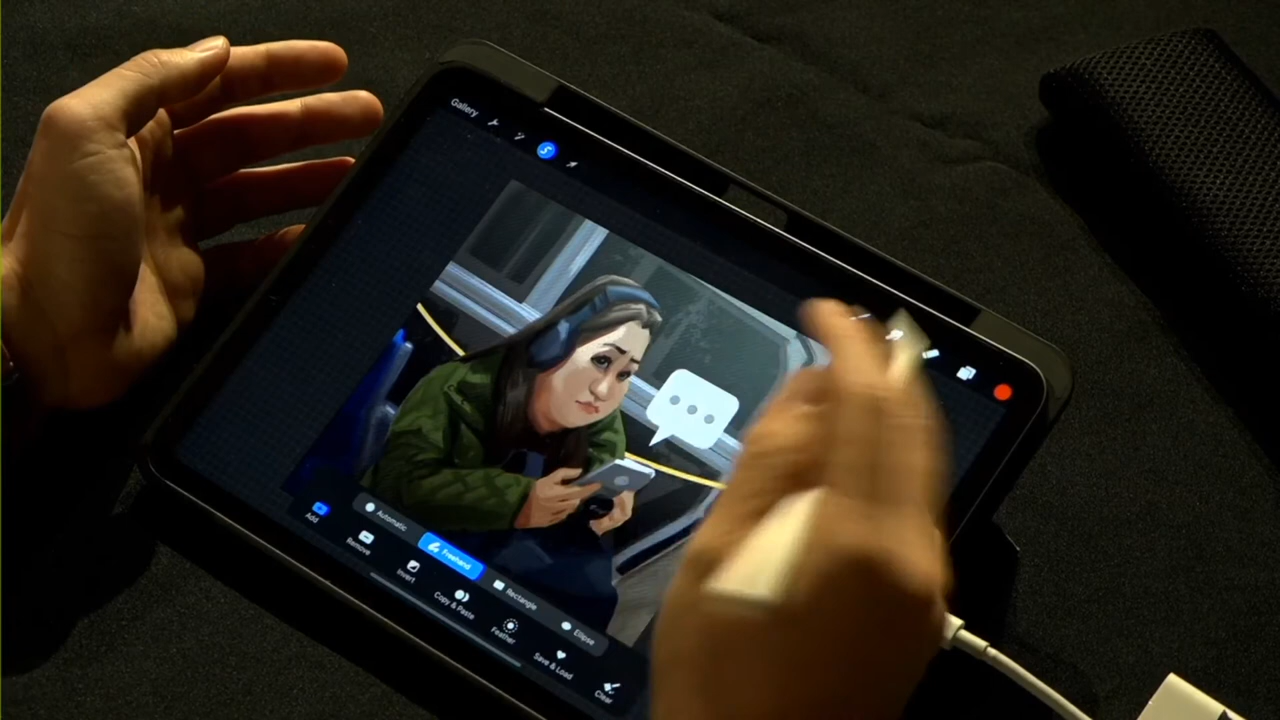 Gallery
Automatic
Freehand
Rectangle
Ellipse
Add
Remove
Invert
Copy & Paste
Feather
Save & Load
Clear